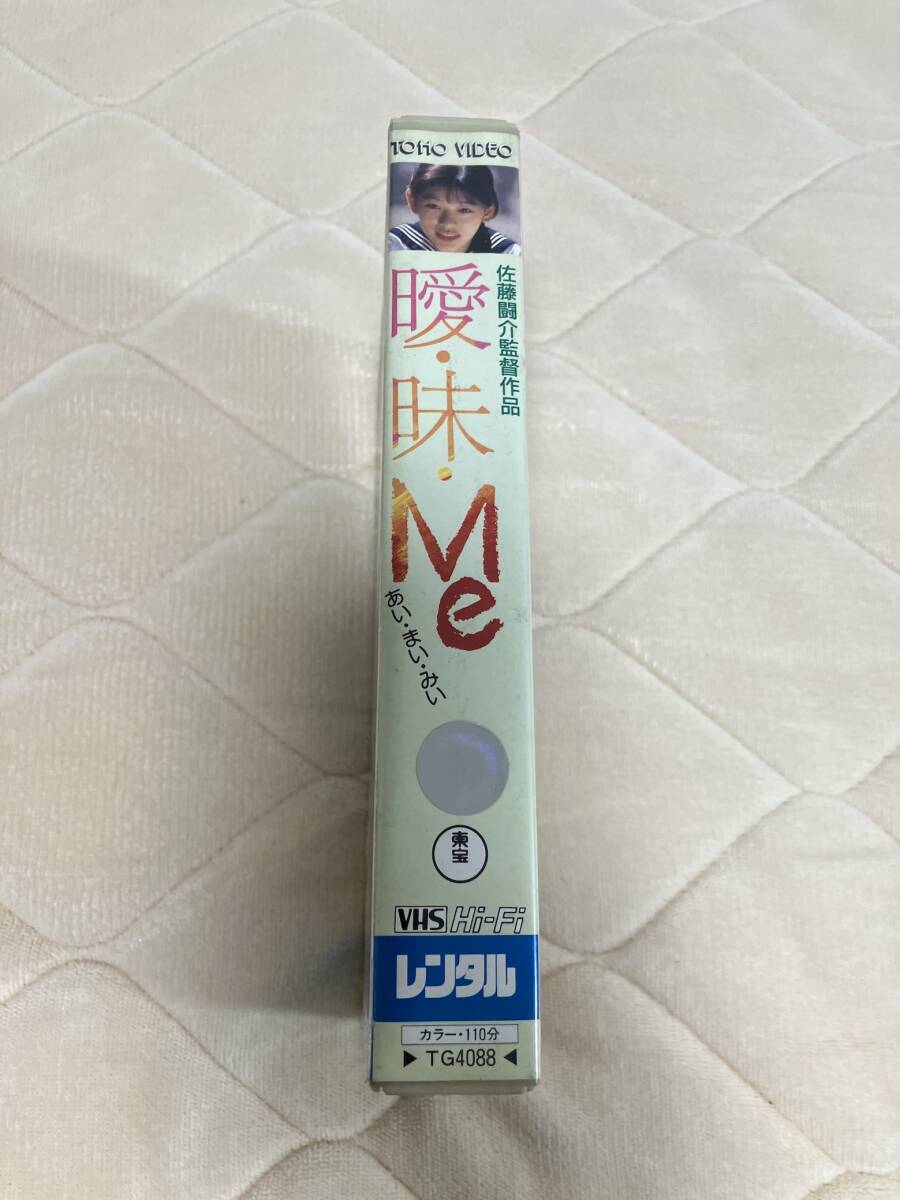 TOHO VIDEO
佐藤闘介監督作品
曖・昧・Me
あい・まい・みい
東宝
VHS Hi-Fi
レンタル
カラー・110分
▶ TG4088 ◀